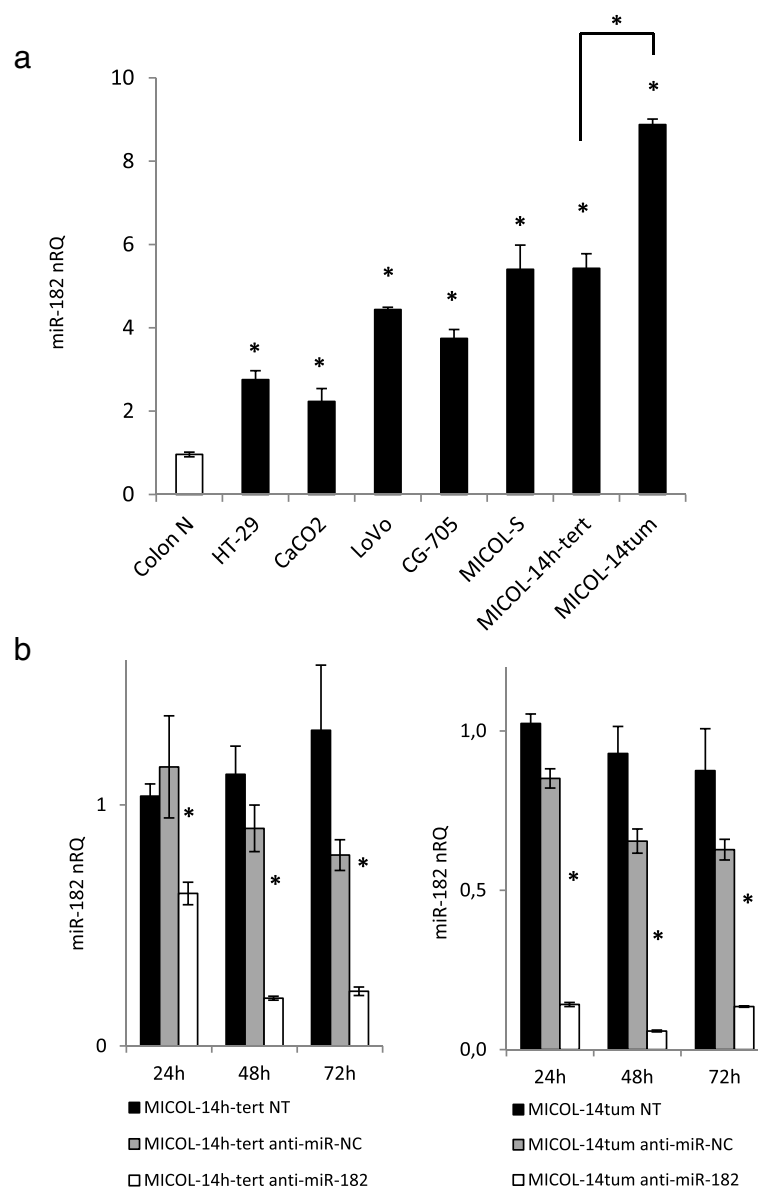 a
*
10
8
6
4
2
0
miR-182 nRQ
* * * * * * *
Colon N
HT-29
CaCO2
LoVo
CG-705
MICOL-S
MICOL-14h-tert
MICOL-14tum
b
miR-182 nRQ
1
0
* * *
24h 48h 72h
MICOL-14h-tert NT
MICOL-14h-tert anti-miR-NC
MICOL-14h-tert anti-miR-182
miR-182 nRQ
1,0
0,5
0,0
* * *
24h 48h 72h
MICOL-14tum NT
MICOL-14tum anti-miR-NC
MICOL-14tum anti-miR-182